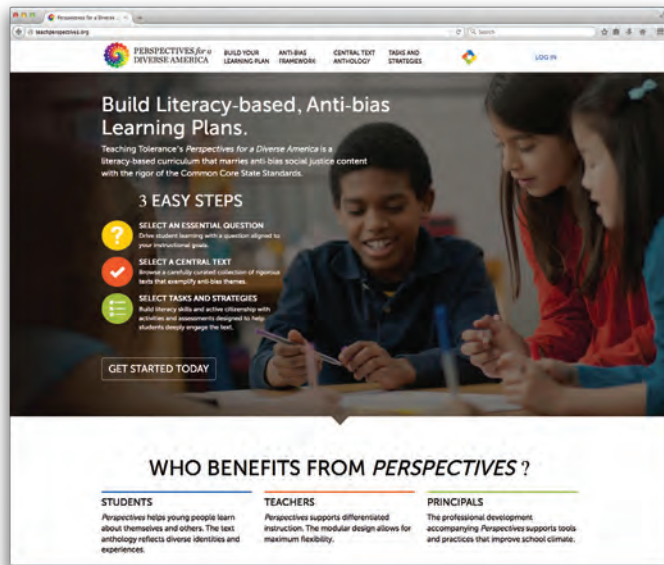 Perspectives for a Diverse ...
teachperspectives.org
Search
PERSPECTIVES for a
DIVERSE AMERICA
BUILD YOUR
LEARNING PLAN
ANTI-BIAS
FRAMEWORK
CENTRAL TEXT
ANTHOLOGY
TASKS AND
STRATEGIES
LOG IN
Build Literacy-based, Anti-bias
Learning Plans.
Teaching Tolerance's Perspectives for a Diverse America is a
literacy-based curriculum that marries anti-bias social justice content
with the rigor of the Common Core State Standards.
3 EASY STEPS
?
SELECT AN ESSENTIAL QUESTION
Drive student learning with a question aligned to
your instructional goals.
SELECT A CENTRAL TEXT
Browse a carefully curated collection of rigorous
texts that exemplify anti-bias themes.
SELECT TASKS AND STRATEGIES
Build literacy skills and active citizenship with
activities and assessments designed to help
students deeply engage the text.
GET STARTED TODAY
WHO BENEFITS FROM PERSPECTIVES ?
STUDENTS
Perspectives helps young people learn
about themselves and others. The text
anthology reflects diverse identities and
experiences.
TEACHERS
Perspectives supports differentiated
instruction. The modular design allows for
maximum flexibility.
PRINCIPALS
The professional development
accompanying Perspectives supports tools
and practices that improve school climate.